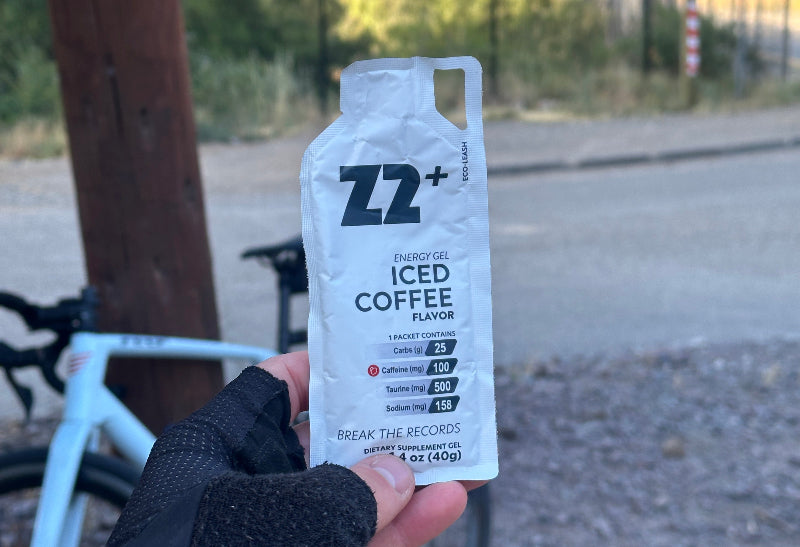 ECO-LEASH
Z2+
ENERGY GEL
ICED
COFFEE
FLAVOR
1 PACKET CONTAINS
Carbs (g) 25
Caffeine (mg) 100
Taurine (mg) 500
Sodium (mg) 158
BREAK THE RECORDS
DIETARY SUPPLEMENT GEL
.4 oz (40g)